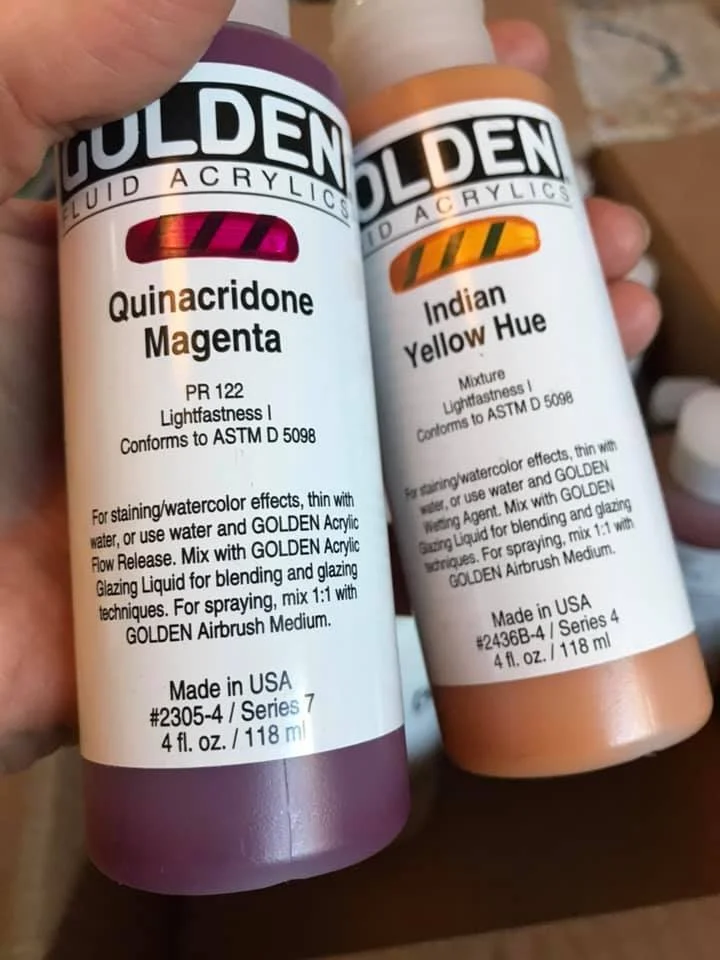 GOLDEN
FLUID ACRYLICS
Quinacridone
Magenta
PR 122
Lightfastness I
Conforms to ASTM D 5098
For staining/watercolor effects, thin with
water, or use water and GOLDEN Acrylic
Flow Release. Mix with GOLDEN Acrylic
Glazing Liquid for blending and glazing
techniques. For spraying, mix 1:1 with
GOLDEN Airbrush Medium.
Made in USA
#2305-4 / Series 7
4 fl. oz. / 118 ml
OLDEN
ID ACRYLICS
Indian
Yellow Hue
Mixture
Lightfastness I
Conforms to ASTM D 5098
For staining/watercolor effects, thin with
water, or use water and GOLDEN
Wetting Agent. Mix with GOLDEN
Glazing Liquid for blending and glazing
techniques. For spraying, mix 1:1 with
GOLDEN Airbrush Medium.
Made in USA
#2436B-4 / Series 4
4 fl. oz. / 118 ml